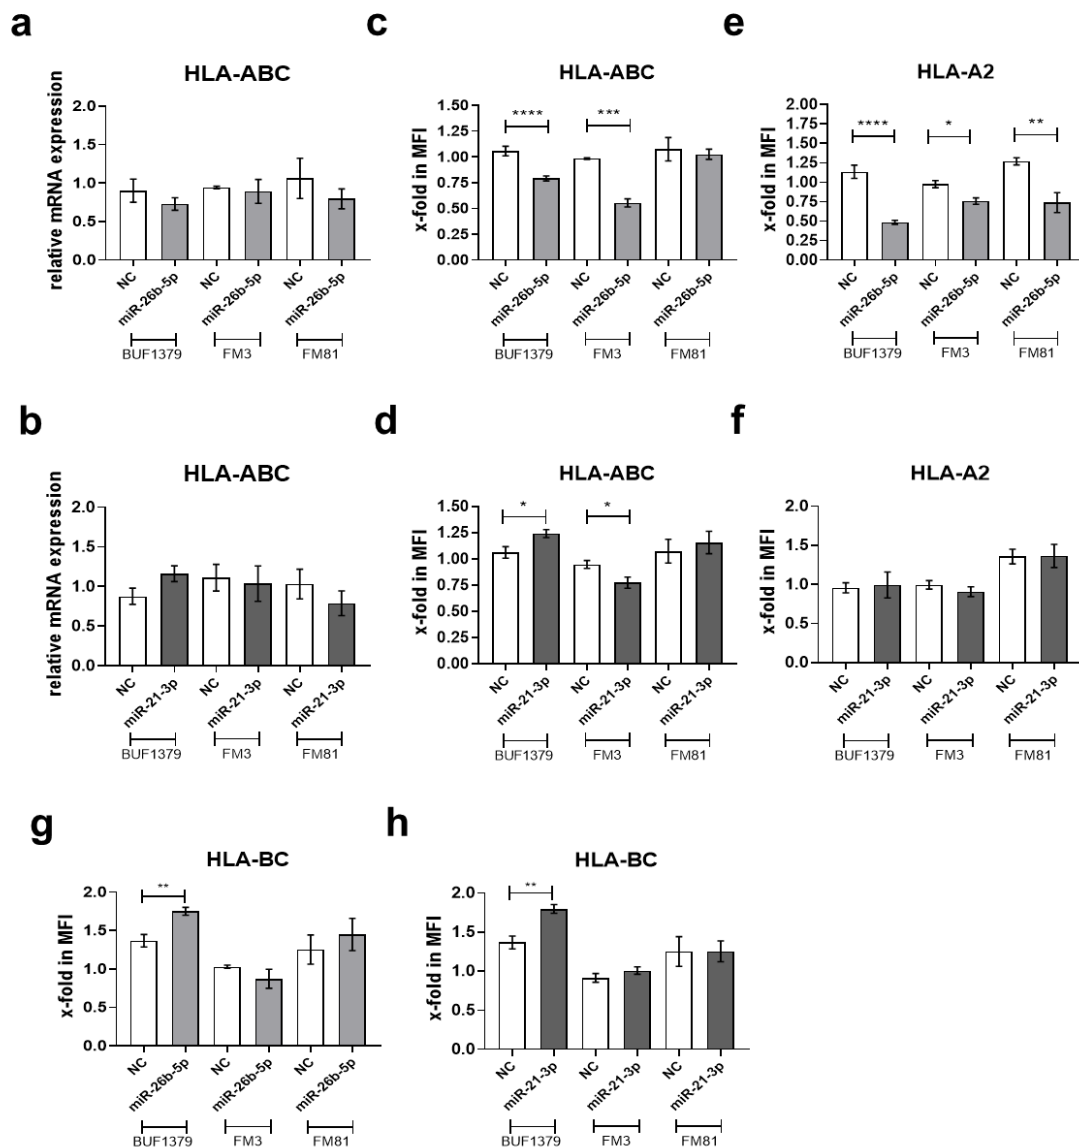 a
HLA-ABC
relative mRNA expression
2.0
1.5
1.0
0.5
0.0
NC
miR-26b-5p
NC
miR-26b-5p
NC
miR-26b-5p
BUF1379
FM3
FM81
c
HLA-ABC
x-fold in MFI
1.50
1.25
1.00
0.75
0.50
0.25
0.00
****
***
NC
miR-26b-5p
NC
miR-26b-5p
NC
miR-26b-5p
BUF1379
FM3
FM81
e
HLA-A2
x-fold in MFI
2.00
1.75
1.50
1.25
1.00
0.75
0.50
0.25
0.00
****
*
**
NC
miR-26b-5p
NC
miR-26b-5p
NC
miR-26b-5p
BUF1379
FM3
FM81
b
HLA-ABC
relative mRNA expression
2.0
1.5
1.0
0.5
0.0
NC
miR-21-3p
NC
miR-21-3p
NC
miR-21-3p
BUF1379
FM3
FM81
d
HLA-ABC
x-fold in MFI
1.50
1.25
1.00
0.75
0.50
0.25
0.00
*
*
NC
miR-21-3p
NC
miR-21-3p
NC
miR-21-3p
BUF1379
FM3
FM81
f
HLA-A2
x-fold in MFI
2.0
1.5
1.0
0.5
0.0
NC
miR-21-3p
NC
miR-21-3p
NC
miR-21-3p
BUF1379
FM3
FM81
g
HLA-BC
x-fold in MFI
2.0
1.5
1.0
0.5
0.0
**
NC
miR-26b-5p
NC
miR-26b-5p
NC
miR-26b-5p
BUF1379
FM3
FM81
h
HLA-BC
x-fold in MFI
2.0
1.5
1.0
0.5
0.0
**
NC
miR-21-3p
NC
miR-21-3p
NC
miR-21-3p
BUF1379
FM3
FM81